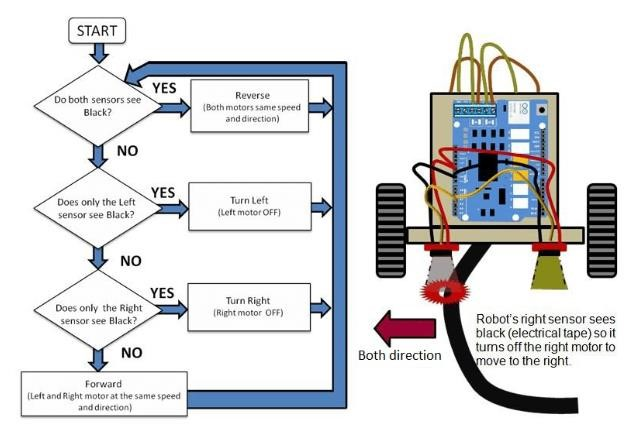 START
Do both sensors see
Black?
YES
Reverse
(Both motors same speed
and direction)
NO
Does only the Left
sensor see Black?
YES
Turn Left
(Left motor OFF)
NO
Does only the Right
sensor see Black?
YES
Turn Right
(Right motor OFF)
NO
Forward
(Left and Right motor at the same speed
and direction)
Both direction
Robot's right sensor sees
black (electrical tape) so it
turns off the right motor to
move to the right.